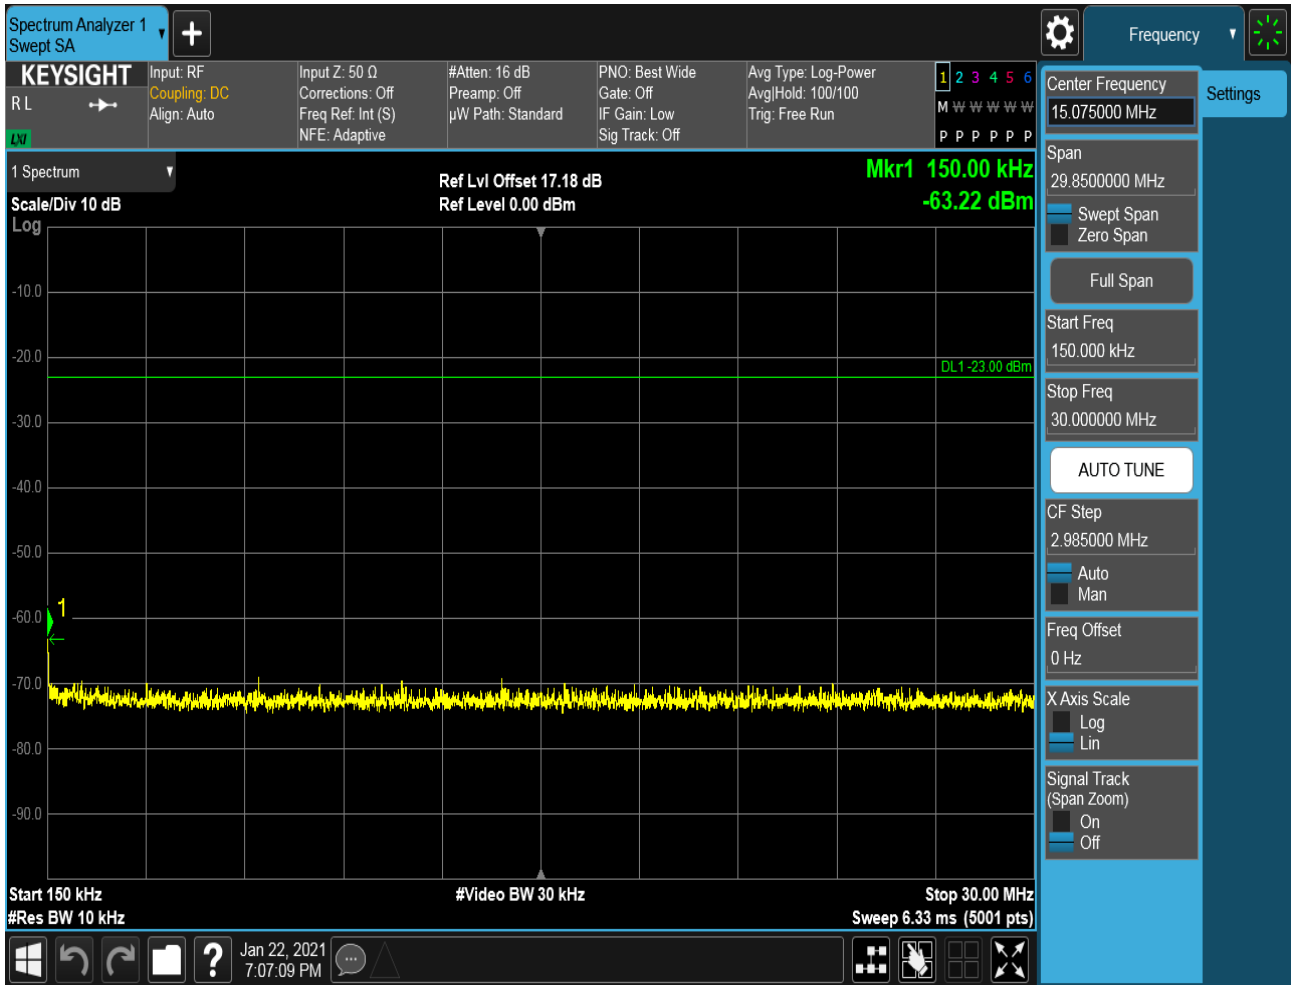 Spectrum Analyzer 1
Swept SA
Frequency
KEYSIGHT
R L
LXI
Input: RF
Coupling: DC
Align: Auto
Input Z: 50 Ω
Corrections: Off
Freq Ref: Int (S)
NFE: Adaptive
#Atten: 16 dB
Preamp: Off
µW Path: Standard
PNO: Best Wide
Gate: Off
IF Gain: Low
Sig Track: Off
Avg Type: Log-Power
Avg|Hold: 100/100
Trig: Free Run
1 2 3 4 5 6
M W W W W W
P P P P P P
1 Spectrum
Scale/Div 10 dB
Log
Ref Lvl Offset 17.18 dB
Ref Level 0.00 dBm
Mkr1 150.00 kHz
-63.22 dBm
-10.0
-20.0
DL1 -23.00 dBm
-30.0
-40.0
-50.0
1
-60.0
-70.0
-80.0
-90.0
Start 150 kHz
#Video BW 30 kHz
Stop 30.00 MHz
#Res BW 10 kHz
Sweep 6.33 ms (5001 pts)
?
Jan 22, 2021
7:07:09 PM
Center Frequency
15.075000 MHz
Settings
Span
29.8500000 MHz
Swept Span
Zero Span
Full Span
Start Freq
150.000 kHz
Stop Freq
30.000000 MHz
AUTO TUNE
CF Step
2.985000 MHz
Auto
Man
Freq Offset
0 Hz
X Axis Scale
Log
Lin
Signal Track
(Span Zoom)
On
Off